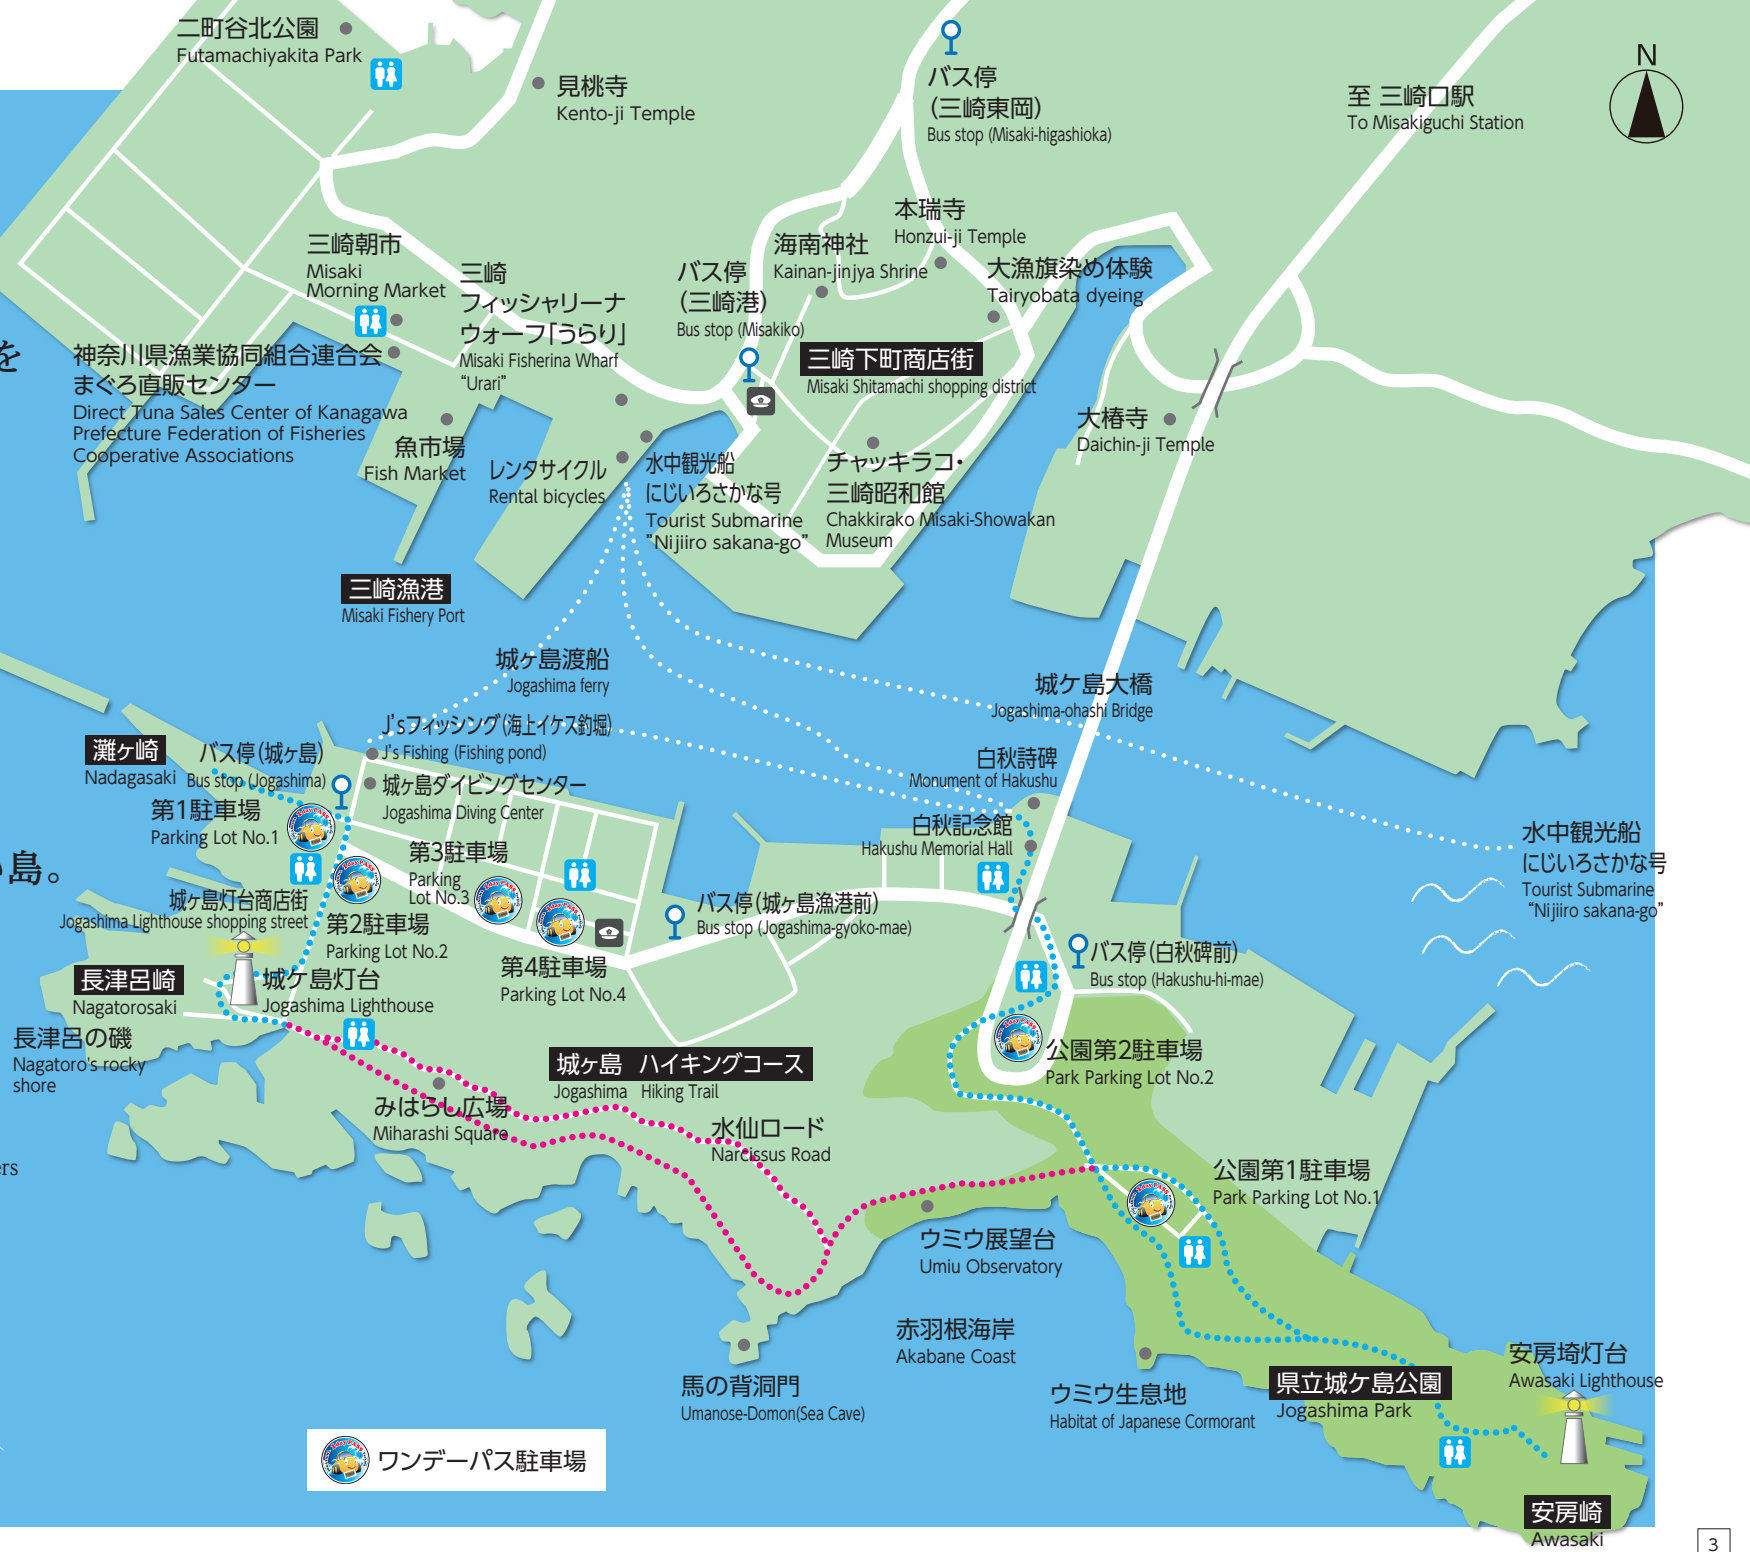 二町谷北公園
Futamachiyakita Park
見桃寺
Kento-ji Temple
バス停
(三崎東岡)
Bus stop (Misaki-higashioka)
至 三崎口駅
To Misakiguchi Station
N
本瑞寺
Honzui-ji Temple
海南神社
Kainan-jinjya Shrine
三崎朝市
Misaki
Morning Market
三崎
フィッシャリーナ
ウォーフ「うらり」
Misaki Fisherina Wharf
“Urari”
バス停
(三崎港)
Bus stop (Misakiko)
大漁旗染め体験
Tairyobata dyeing
を
神奈川県漁業協同組合連合会
まぐろ直販センター
Direct Tuna Sales Center of Kanagawa
Prefecture Federation of Fisheries
Cooperative Associations
三崎下町商店街
Misaki Shitamachi shopping district
魚市場
Fish Market
レンタサイクル
Rental bicycles
水中観光船
にじいろさかな号
Tourist Submarine
"Nijiiro sakana-go"
チャッキラコ・
三崎昭和館
Chakkirako Misaki-Showakan
Museum
大椿寺
Daichin-ji Temple
三崎漁港
Misaki Fishery Port
城ヶ島渡船
Jogashima ferry
城ケ島大橋
Jogashima-ohashi Bridge
灘ヶ崎
Nadagasaki
バス停(城ヶ島)
Bus stop (Jogashima)
J'sフィッシング(海上イケス釣堀)
J's Fishing (Fishing pond)
城ヶ島ダイビングセンター
Jogashima Diving Center
白秋詩碑
Monument of Hakushu
白秋記念館
Hakushu Memorial Hall
第1駐車場
Parking Lot No.1
第3駐車場
Parking
Lot No.3
島。
城ヶ島灯台商店街
Jogashima Lighthouse shopping street
第2駐車場
Parking Lot No.2
バス停(城ヶ島漁港前)
Bus stop (Jogashima-gyoko-mae)
水中観光船
にじいろさかな号
Tourist Submarine
“Nijiiro sakana-go”
長津呂崎
Nagatorosaki
城ケ島灯台
Jogashima Lighthouse
第4駐車場
Parking Lot No.4
バス停(白秋碑前)
Bus stop (Hakushu-hi-mae)
長津呂の磯
Nagatoro's rocky
shore
城ヶ島 ハイキングコース
Jogashima Hiking Trail
公園第2駐車場
Park Parking Lot No.2
みはらし広場
Miharashi Square
水仙ロード
Narcissus Road
ers
公園第1駐車場
Park Parking Lot No.1
ウミウ展望台
Umiu Observatory
赤羽根海岸
Akabane Coast
馬の背洞門
Umanose-Domon(Sea Cave)
ウミウ生息地
Habitat of Japanese Cormorant
県立城ケ島公園
Jogashima Park
安房埼灯台
Awasaki Lighthouse
ワンデーパス駐車場
安房崎
Awasaki
3